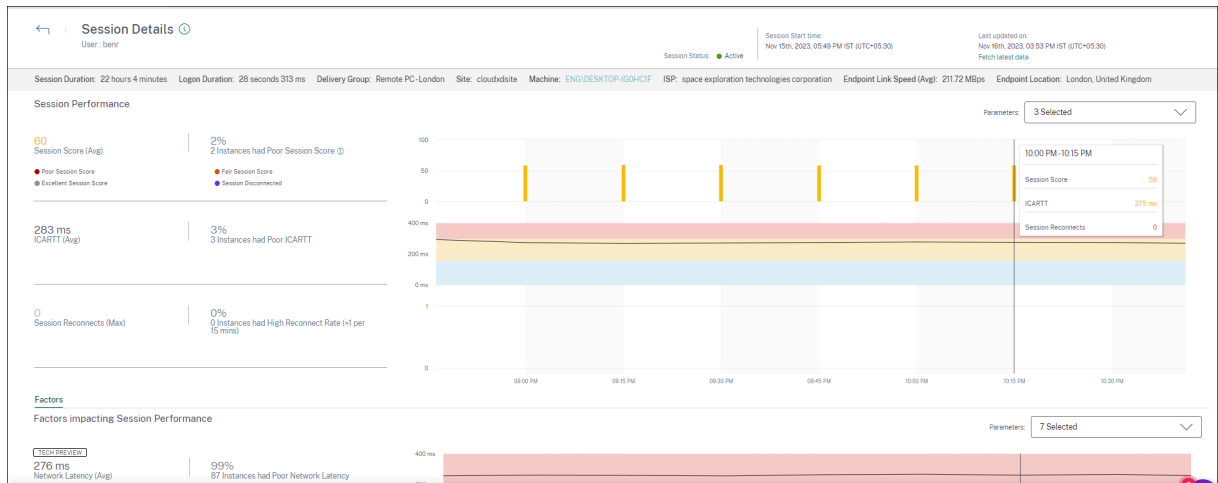 Session Details
User : benr
Session Status: Active
Session Start time:
Nov 15th, 2023, 05:49 PM IST (UTC+05:30)
Last updated on:
Nov 16th, 2023, 03:53 PM IST (UTC+05:30)
Fetch latest data
Session Duration: 22 hours 4 minutes Logon Duration: 28 seconds 313 ms Delivery Group: Remote PC-London Site: cloudxdsite Machine: ENG\DESKTOP-IG0HC1F ISP: space exploration technologies corporation Endpoint Link Speed (Avg): 211.72 MBps Endpoint Location: London, United Kingdom
Session Performance
Parameters: 3 Selected
60
Session Score (Avg)
2%
2 Instances had Poor Session Score
Poor Session Score
Fair Session Score
Excellent Session Score
Session Disconnected
100
50
0
10:00 PM-10:15 PM
Session Score 59
ICARTT 275 ms
Session Reconnects 0
283 ms
ICARTT (Avg)
3%
3 Instances had Poor ICARTT
400 ms
200 ms
0 ms
0
Session Reconnects (Max)
0%
0 Instances had High Reconnect Rate (>1 per
15 mins)
1
0
09:00 PM 09:15 PM 09:30 PM 09:45 PM 10:00 PM 10:15 PM 10:30 PM
Factors
Factors impacting Session Performance
Parameters: 7 Selected
TECH PREVIEW
276 ms
Network Latency (Avg)
99%
87 Instances had Poor Network Latency
400 ms